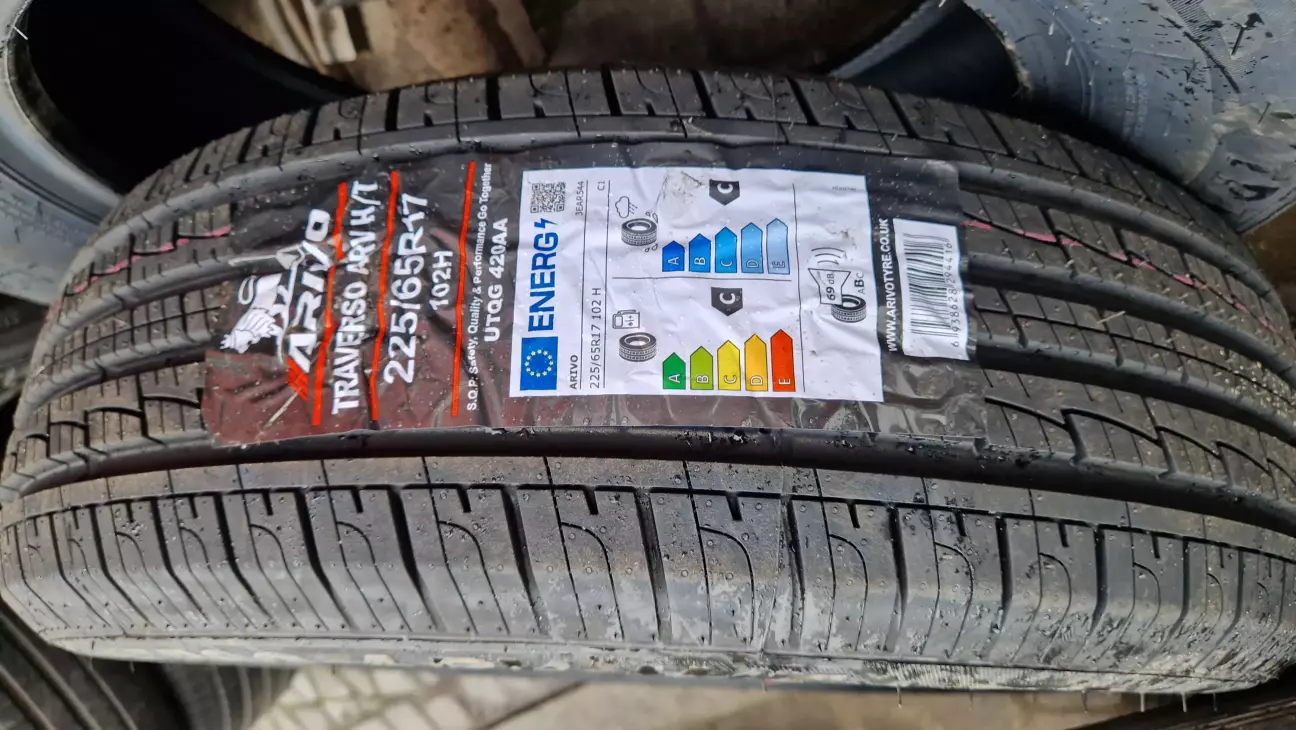 ARIVO
TRAVERSO ARV H/T
225/65R17
102H
S.Q.P. Safety, Quality & Performance Go Together
UTQG 420AA
ENERG
ARIVO
3EAR544
225/65R17 102 H
C1
C
A
B
C
D
E
C
A
B
C
D
E
69 dB
ABC
WWW.ARIVOTYRE.CO.UK